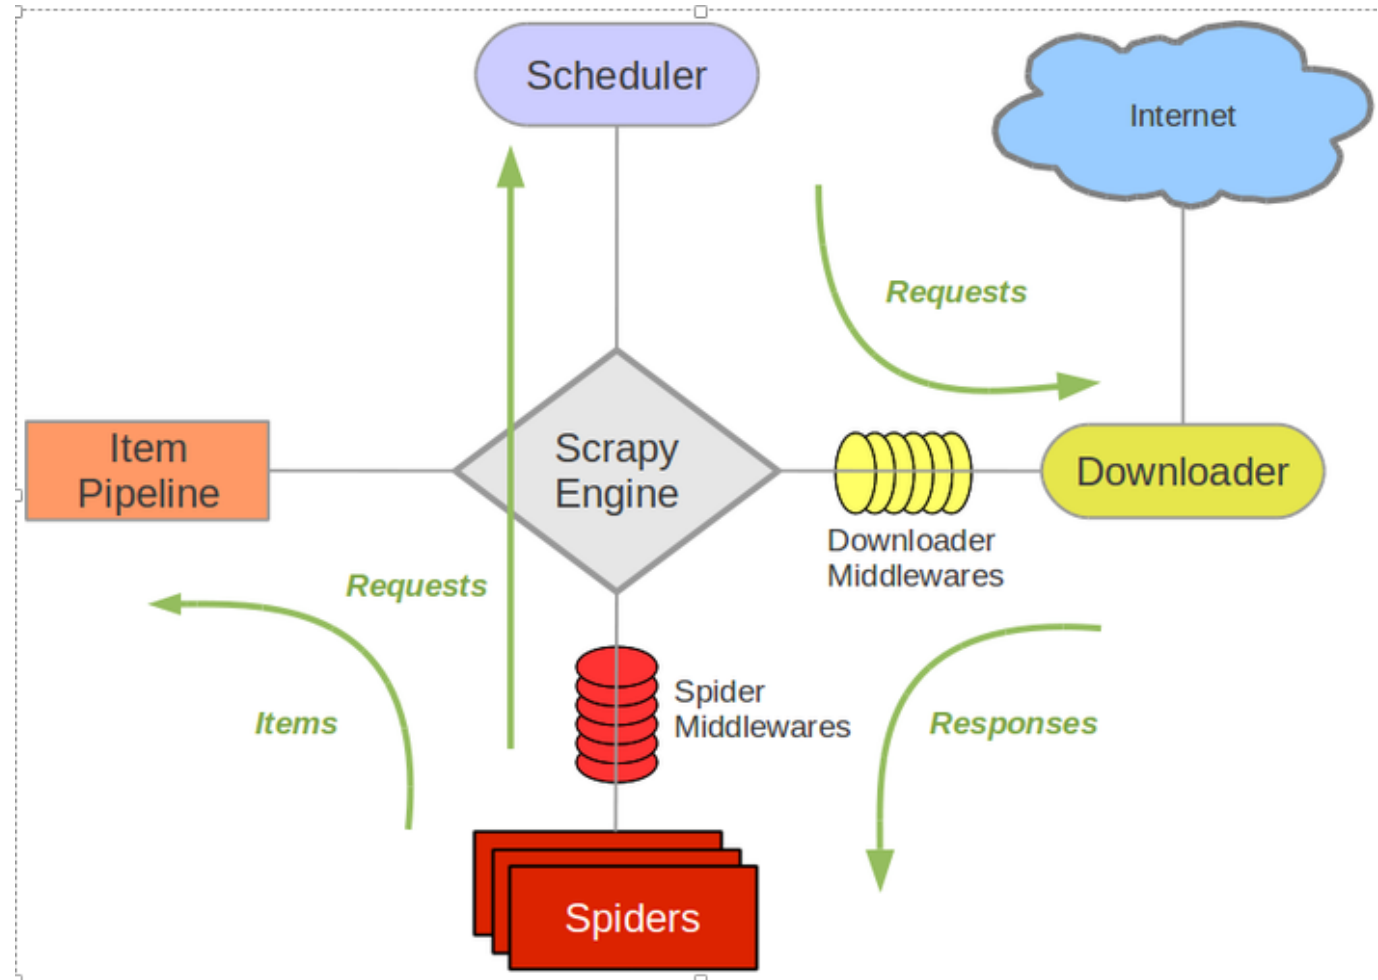 Scheduler
Internet
Requests
Item
Pipeline
Scrapy
Engine
Downloader
Downloader
Middlewares
Requests
Items
Spider
Middlewares
Responses
Spiders